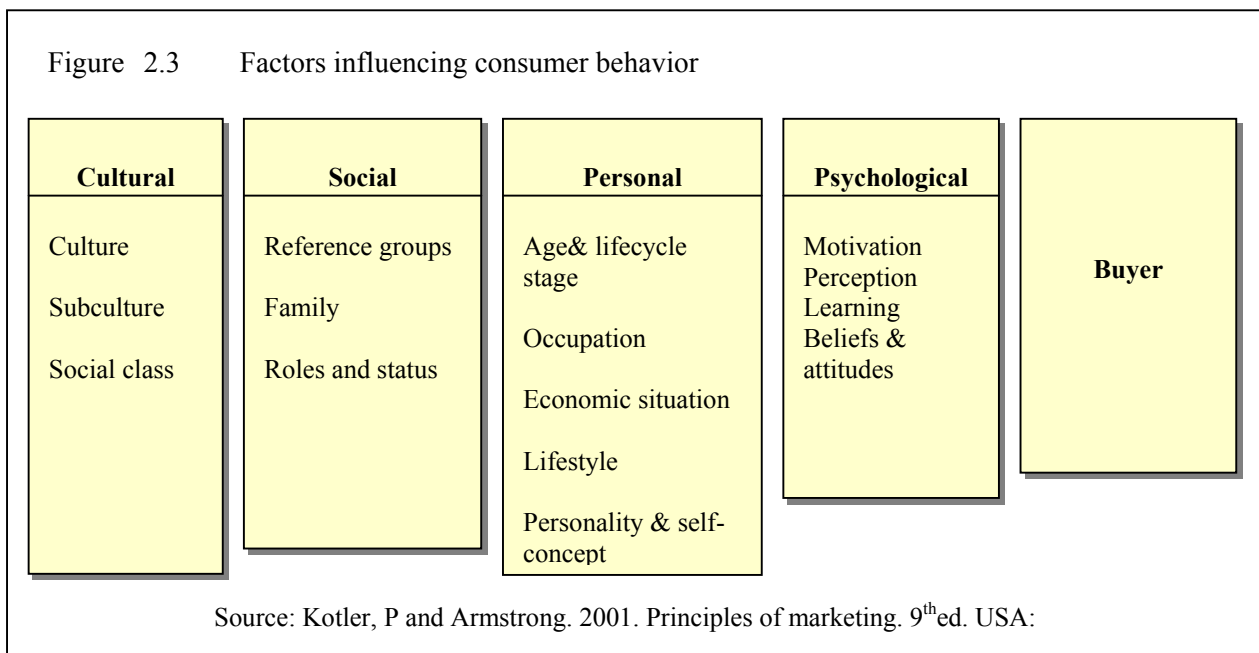 Figure 2.3 Factors influencing consumer behavior
Cultural
Culture
Subculture
Social class
Social
Reference groups
Family
Roles and status
Personal
Age& lifecycle
stage
Occupation
Economic situation
Lifestyle
Personality & self-
concept
Psychological
Motivation
Perception
Learning
Beliefs &
attitudes
Buyer
Source: Kotler, P and Armstrong. 2001. Principles of marketing. 9thed. USA: